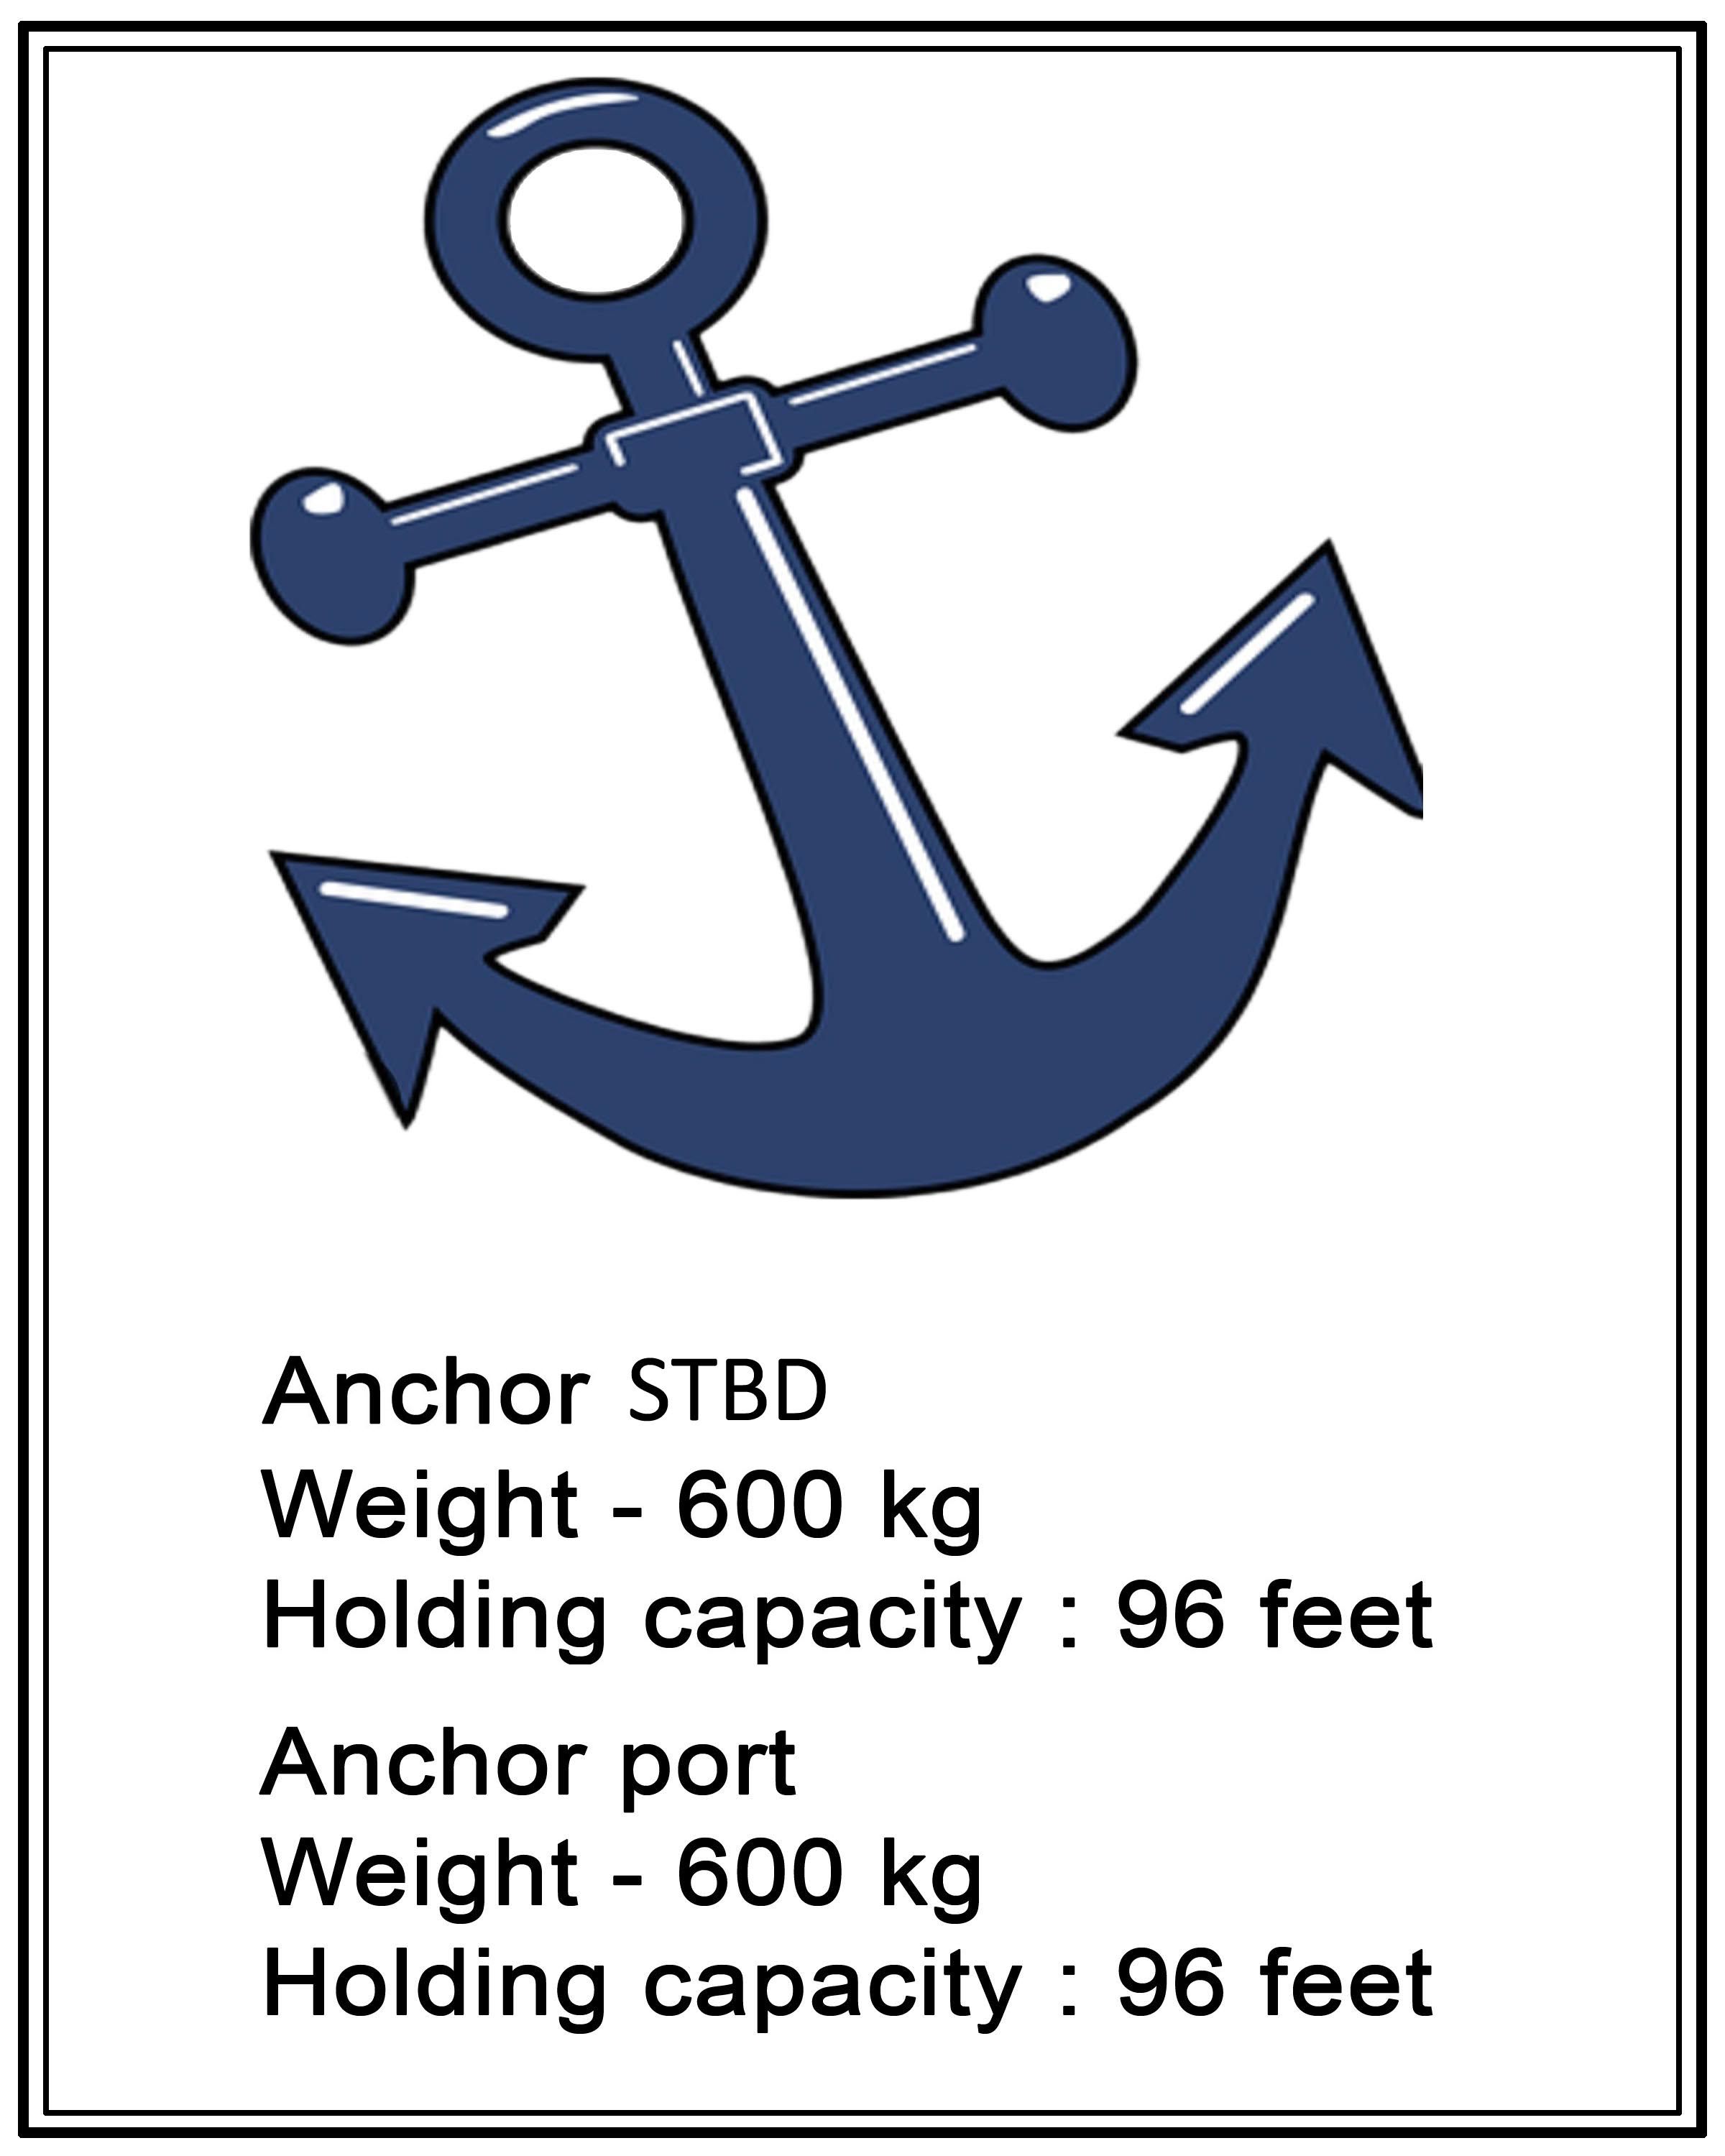 Anchor STBD
Weight - 600 kg
Holding capacity : 96 feet
Anchor port
Weight - 600 kg
Holding capacity : 96 feet